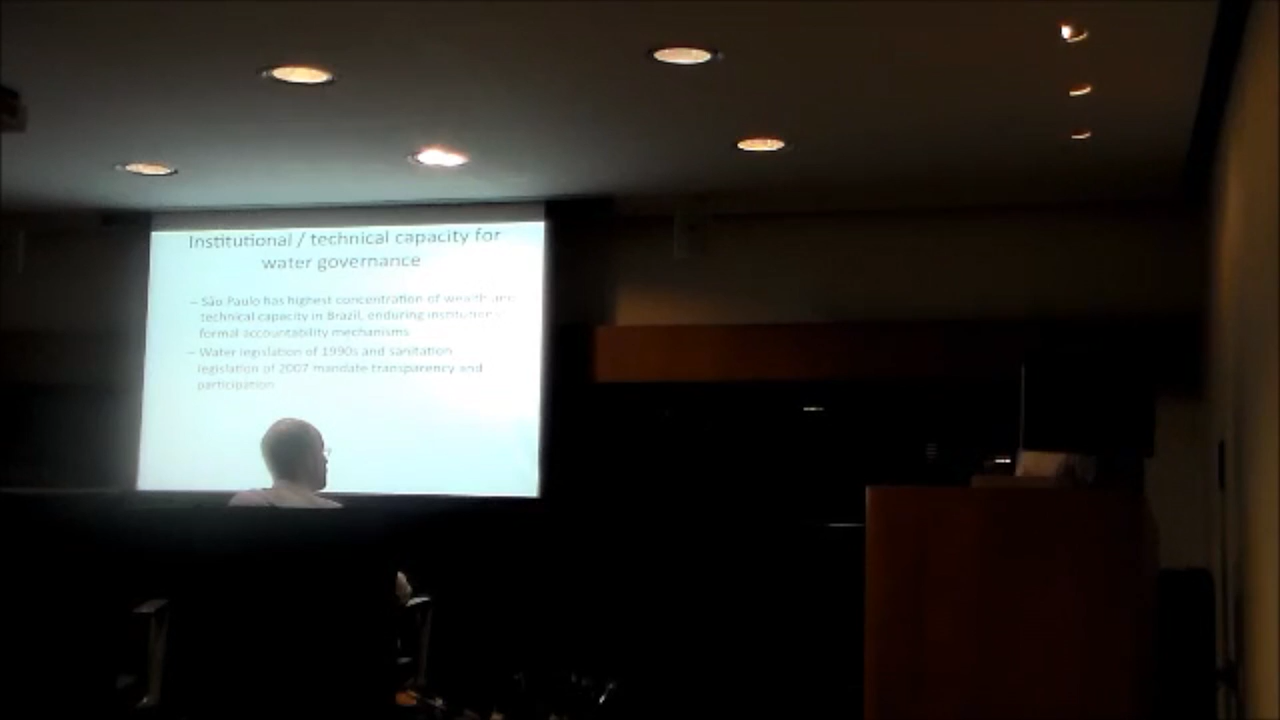 Institutional / technical capacity for
water governance
– São Paulo has highest concentration of wealth and
technical capacity in Brazil, enduring institutions,
formal accountability mechanisms
– Water legislation of 1990s and sanitation
legislation of 2007 mandate transparency and
participation